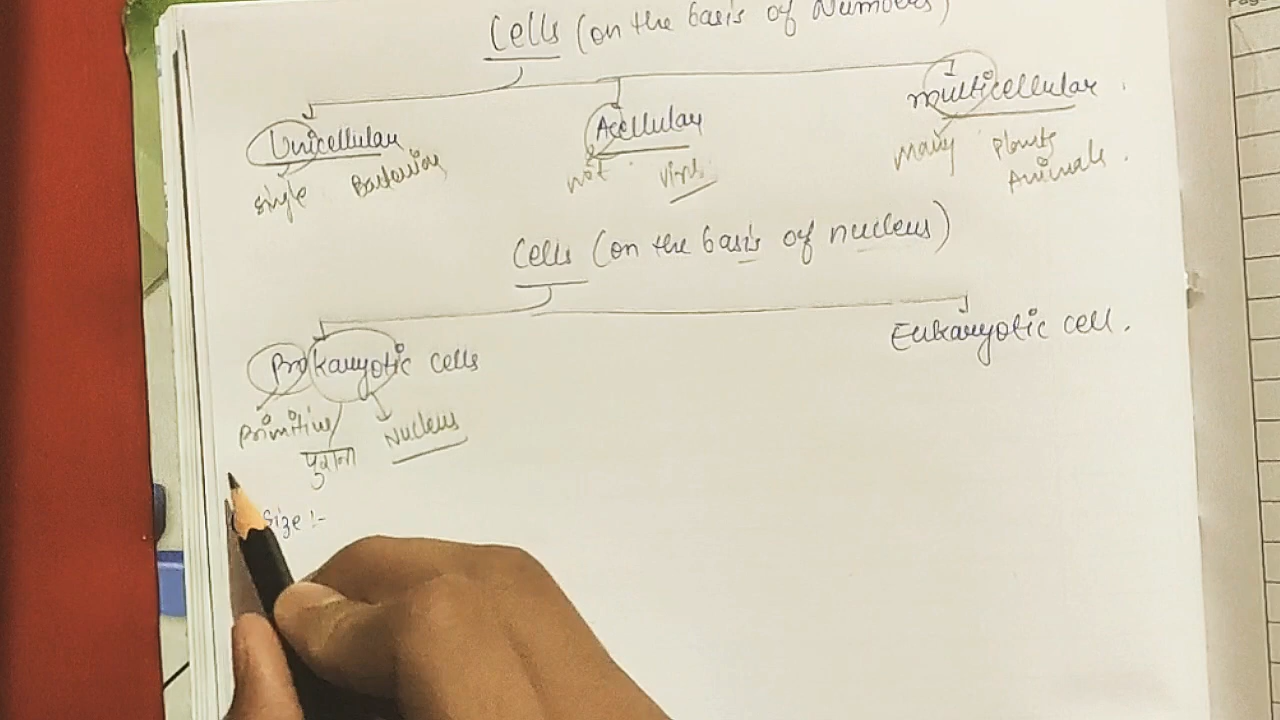 Cells (on the basis of Numbers)
Unicellular Acellular multicellular.
single Bacteria not virus many plants
Animals.
Cells (on the basis of nucleus)
Prokaryotic cells Eukaryotic cell.
primitive Nucleus
पुराना
Size :-